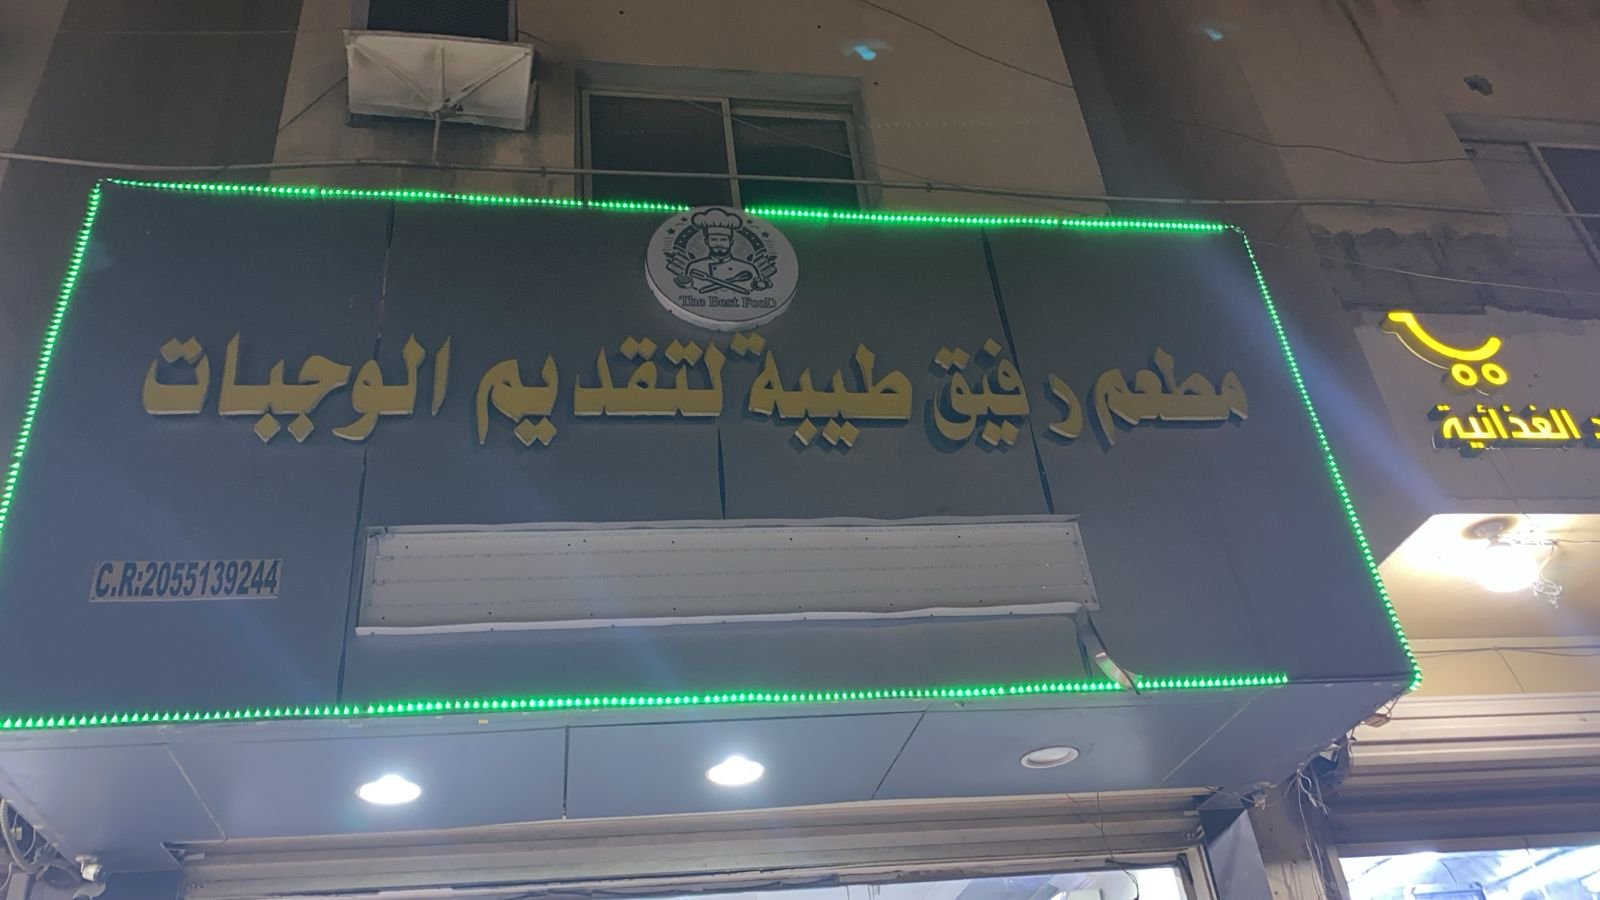 The Best FooD
مطعم رفيق طيبة لتقديم الوجبات
C.R:2055139244
الغذائية